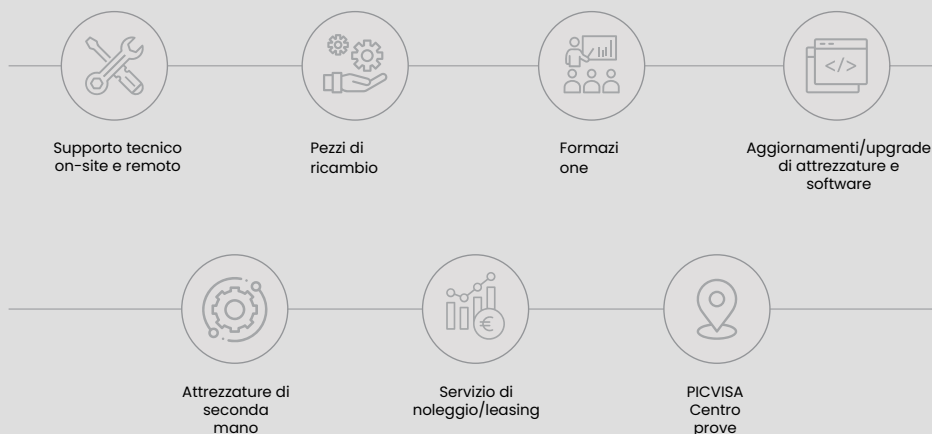 Supporto tecnico
on-site e remoto
Pezzi di
ricambio
Formazi
one
Aggiornamenti/upgrade
di attrezzature e
software
Attrezzature di
seconda
mano
Servizio di
noleggio/leasing
PICVISA
Centro
prove